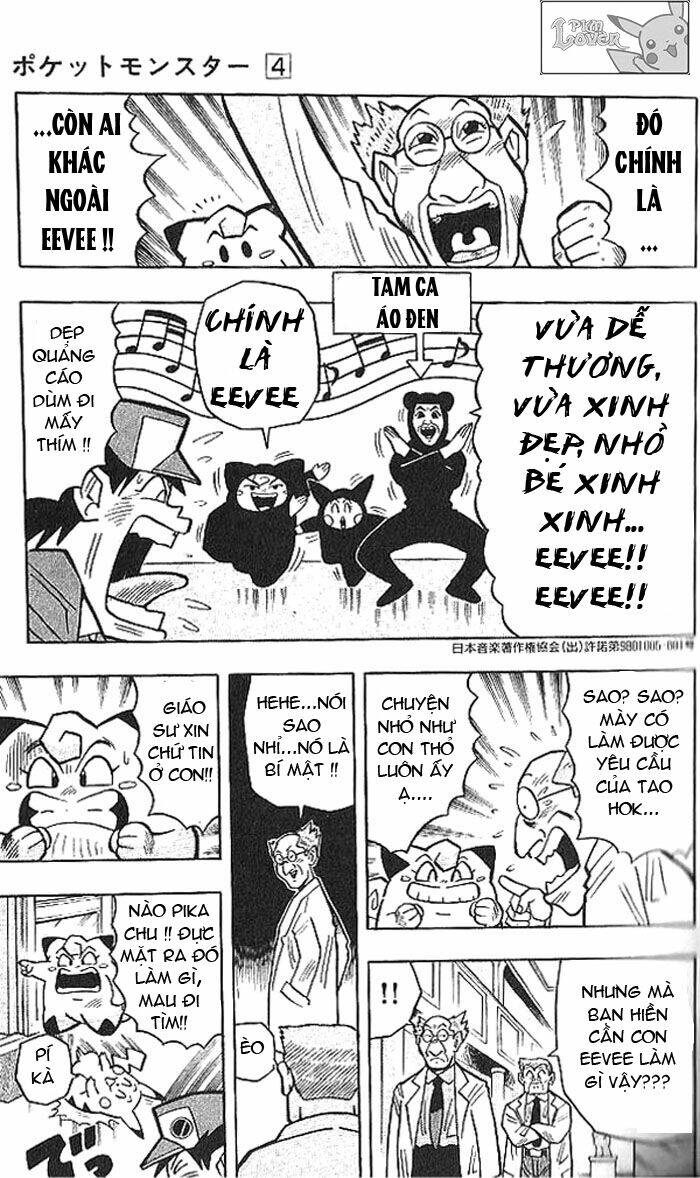 PKM
LOVER
ポケットモンスター 4
ĐÓ
CHÍNH
LÀ
...
...CÒN AI
KHÁC
NGOÀI
EEVEE !!
VỪA DỄ
THƯƠNG,
VỪA XINH
ĐẸP, NHỎ
BÉ XINH
XINH...
EEVEE!!
EEVEE!!
TAM CA
ÁO ĐEN
CHÍNH
LÀ
EEVEE
DẸP
QUẢNG
CÁO
DÙM ĐI
MẤY
THÍM !!
日本音楽著作権協会(出)許諾第9801005-601号
SAO? SAO?
MÀY CÓ
LÀM ĐƯỢC
YÊU CẦU
CỦA TAO
HOK...
CHUYỆN
NHỎ NHƯ
CON THỎ
LUÔN ẤY
Ạ....
GIÁO
SƯ XIN
CHỨ TIN
Ở CON!!
NÀO PIKA
CHU !! ĐỰC
MẶT RA ĐÓ
LÀM GÌ,
MAU ĐI
TÌM!!
PÍ
KÀ
でっ
NHƯNG MÀ
BẠN HIỀN
CẦN CON
EEVEE LÀM
GÌ VẬY???
!!
HEHE...NÓI
SAO
NHỈ...NÓ LÀ
BÍ MẬT !!
ÈO